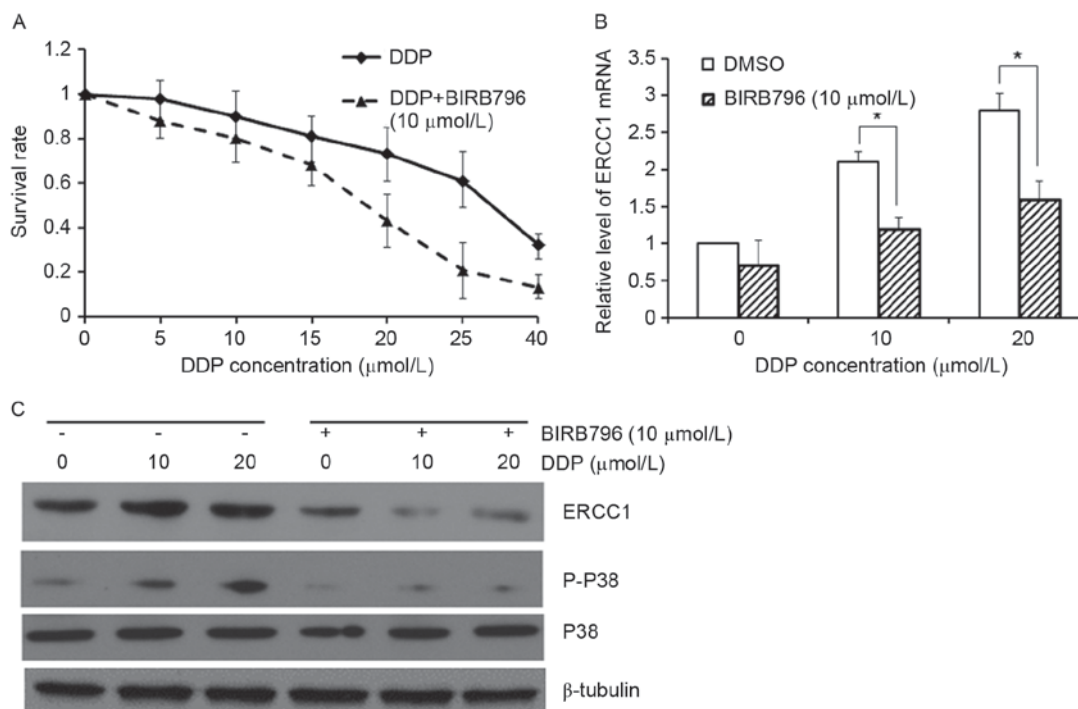 A
1.2
1
0.8
0.6
0.4
0.2
0
Survival rate
0 5 10 15 20 25 40
DDP concentration (μmol/L)
DDP
DDP+BIRB796
(10 μmol/L)
B
3.5
3
2.5
2
1.5
1
0.5
0
Relative level of ERCC1 mRNA
DMSO
BIRB796 (10 μmol/L)
*
*
0 10 20
DDP concentration (μmol/L)
C
- - - + + + BIRB796 (10 μmol/L)
0 10 20 0 10 20 DDP (μmol/L)
ERCC1
P-P38
P38
β-tubulin